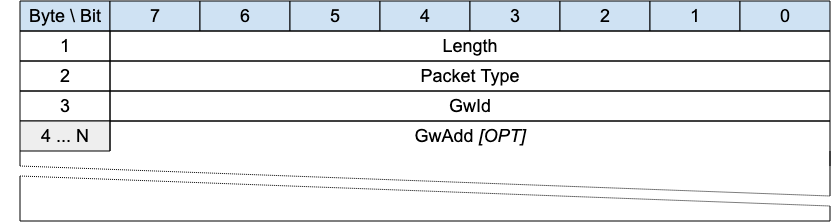 Byte \ Bit 7 6 5 4 3 2 1 0
1 Length
2 Packet Type
3 GwId
4 ... N GwAdd [OPT]